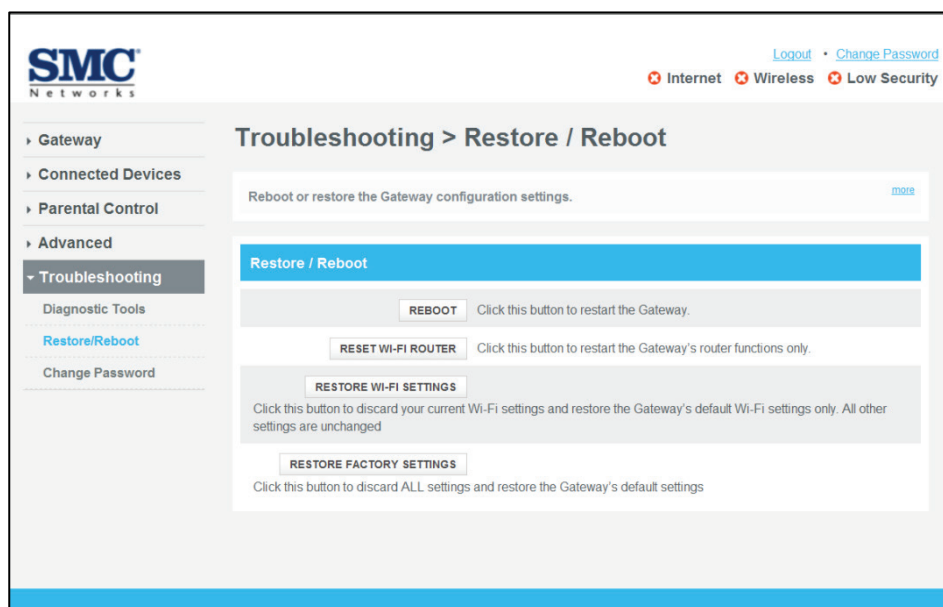 SMC
Networks
Logout • Change Password
Internet Wireless Low Security
Gateway
Connected Devices
Parental Control
Advanced
Troubleshooting
Diagnostic Tools
Restore/Reboot
Change Password
Troubleshooting > Restore / Reboot
Reboot or restore the Gateway configuration settings.
more
Restore / Reboot
REBOOT Click this button to restart the Gateway.
RESET WI-FI ROUTER Click this button to restart the Gateway's router functions only.
RESTORE WI-FI SETTINGS
Click this button to discard your current Wi-Fi settings and restore the Gateway's default Wi-Fi settings only. All other
settings are unchanged
RESTORE FACTORY SETTINGS
Click this button to discard ALL settings and restore the Gateway's default settings